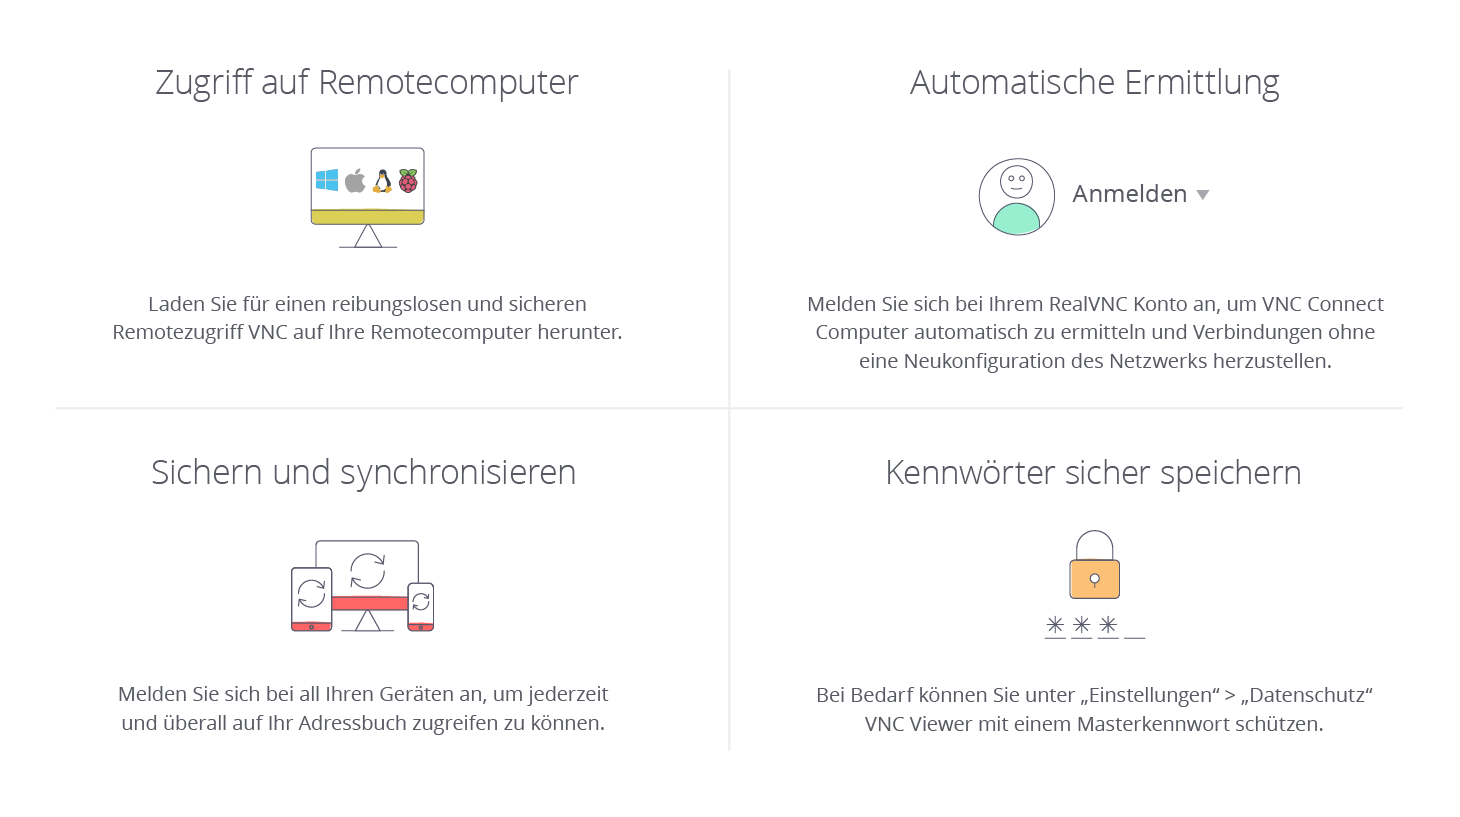 Zugriff auf Remotecomputer
Laden Sie für einen reibungslosen und sicheren
Remotezugriff VNC auf Ihre Remotecomputer herunter.
Automatische Ermittlung
Anmelden
Melden Sie sich bei Ihrem RealVNC Konto an, um VNC Connect
Computer automatisch zu ermitteln und Verbindungen ohne
eine Neukonfiguration des Netzwerks herzustellen.
Sichern und synchronisieren
Melden Sie sich bei all Ihren Geräten an, um jederzeit
und überall auf Ihr Adressbuch zugreifen zu können.
Kennwörter sicher speichern
Bei Bedarf können Sie unter „Einstellungen“ > „Datenschutz“
VNC Viewer mit einem Masterkennwort schützen.